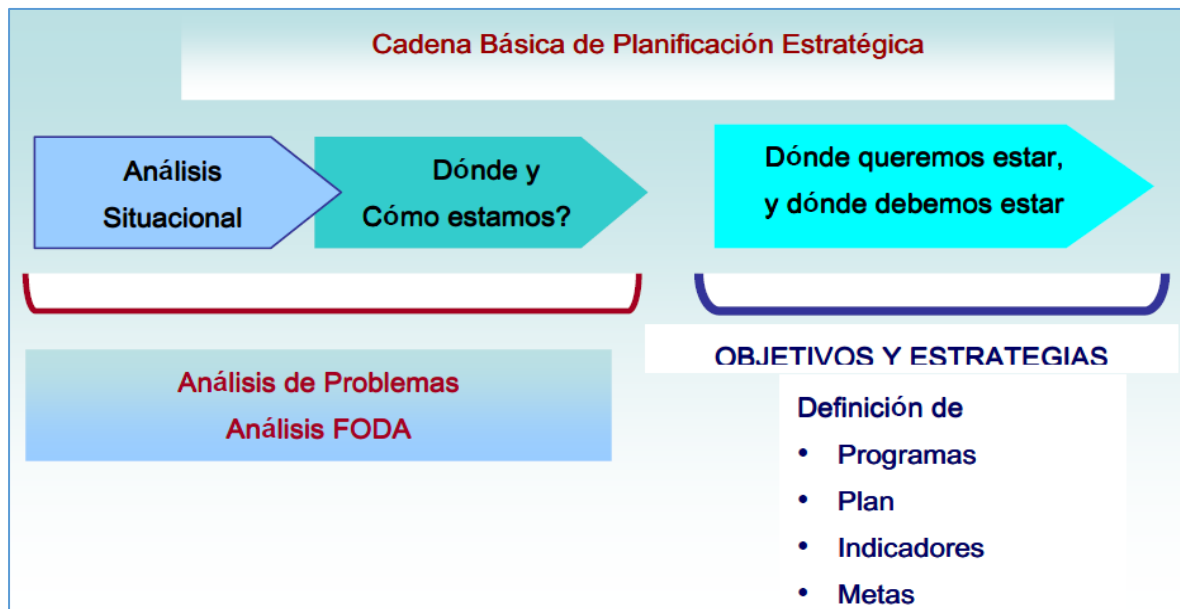 Cadena Básica de Planificación Estratégica
Análisis
Situacional
Dónde y
Cómo estamos?
Dónde queremos estar,
y dónde debemos estar
Análisis de Problemas
Análisis FODA
OBJETIVOS Y ESTRATEGIAS
Definición de
• Programas
• Plan
• Indicadores
• Metas